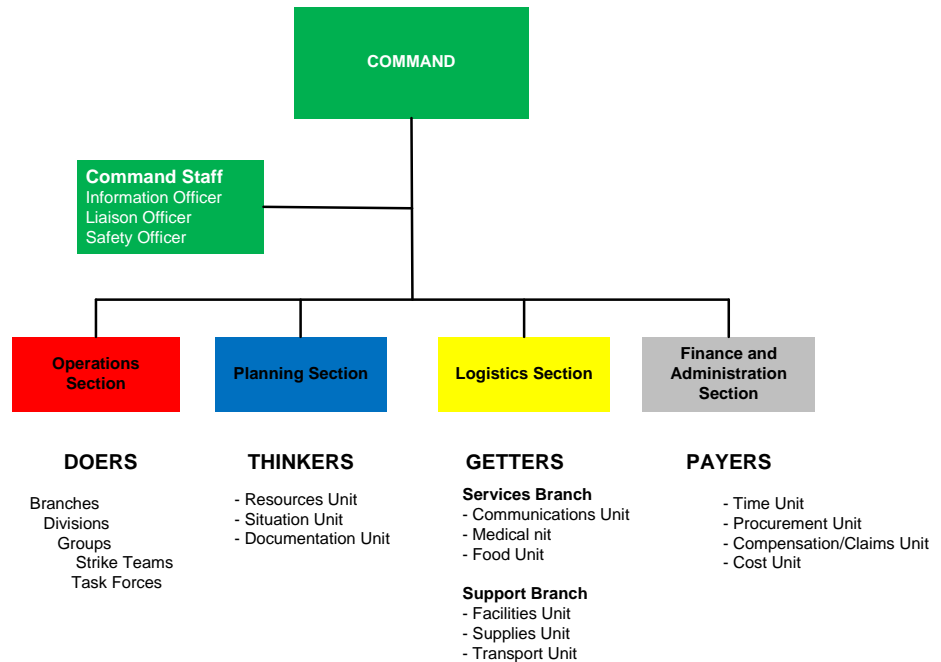 COMMAND
Command Staff
Information Officer
Liaison Officer
Safety Officer
Operations
Section
Planning Section
Logistics Section
Finance and
Administration
Section
DOERS
Branches
Divisions
Groups
Strike Teams
Task Forces
THINKERS
- Resources Unit
- Situation Unit
- Documentation Unit
GETTERS
Services Branch
- Communications Unit
- Medical nit
- Food Unit
Support Branch
- Facilities Unit
- Supplies Unit
- Transport Unit
PAYERS
- Time Unit
- Procurement Unit
- Compensation/Claims Unit
- Cost Unit